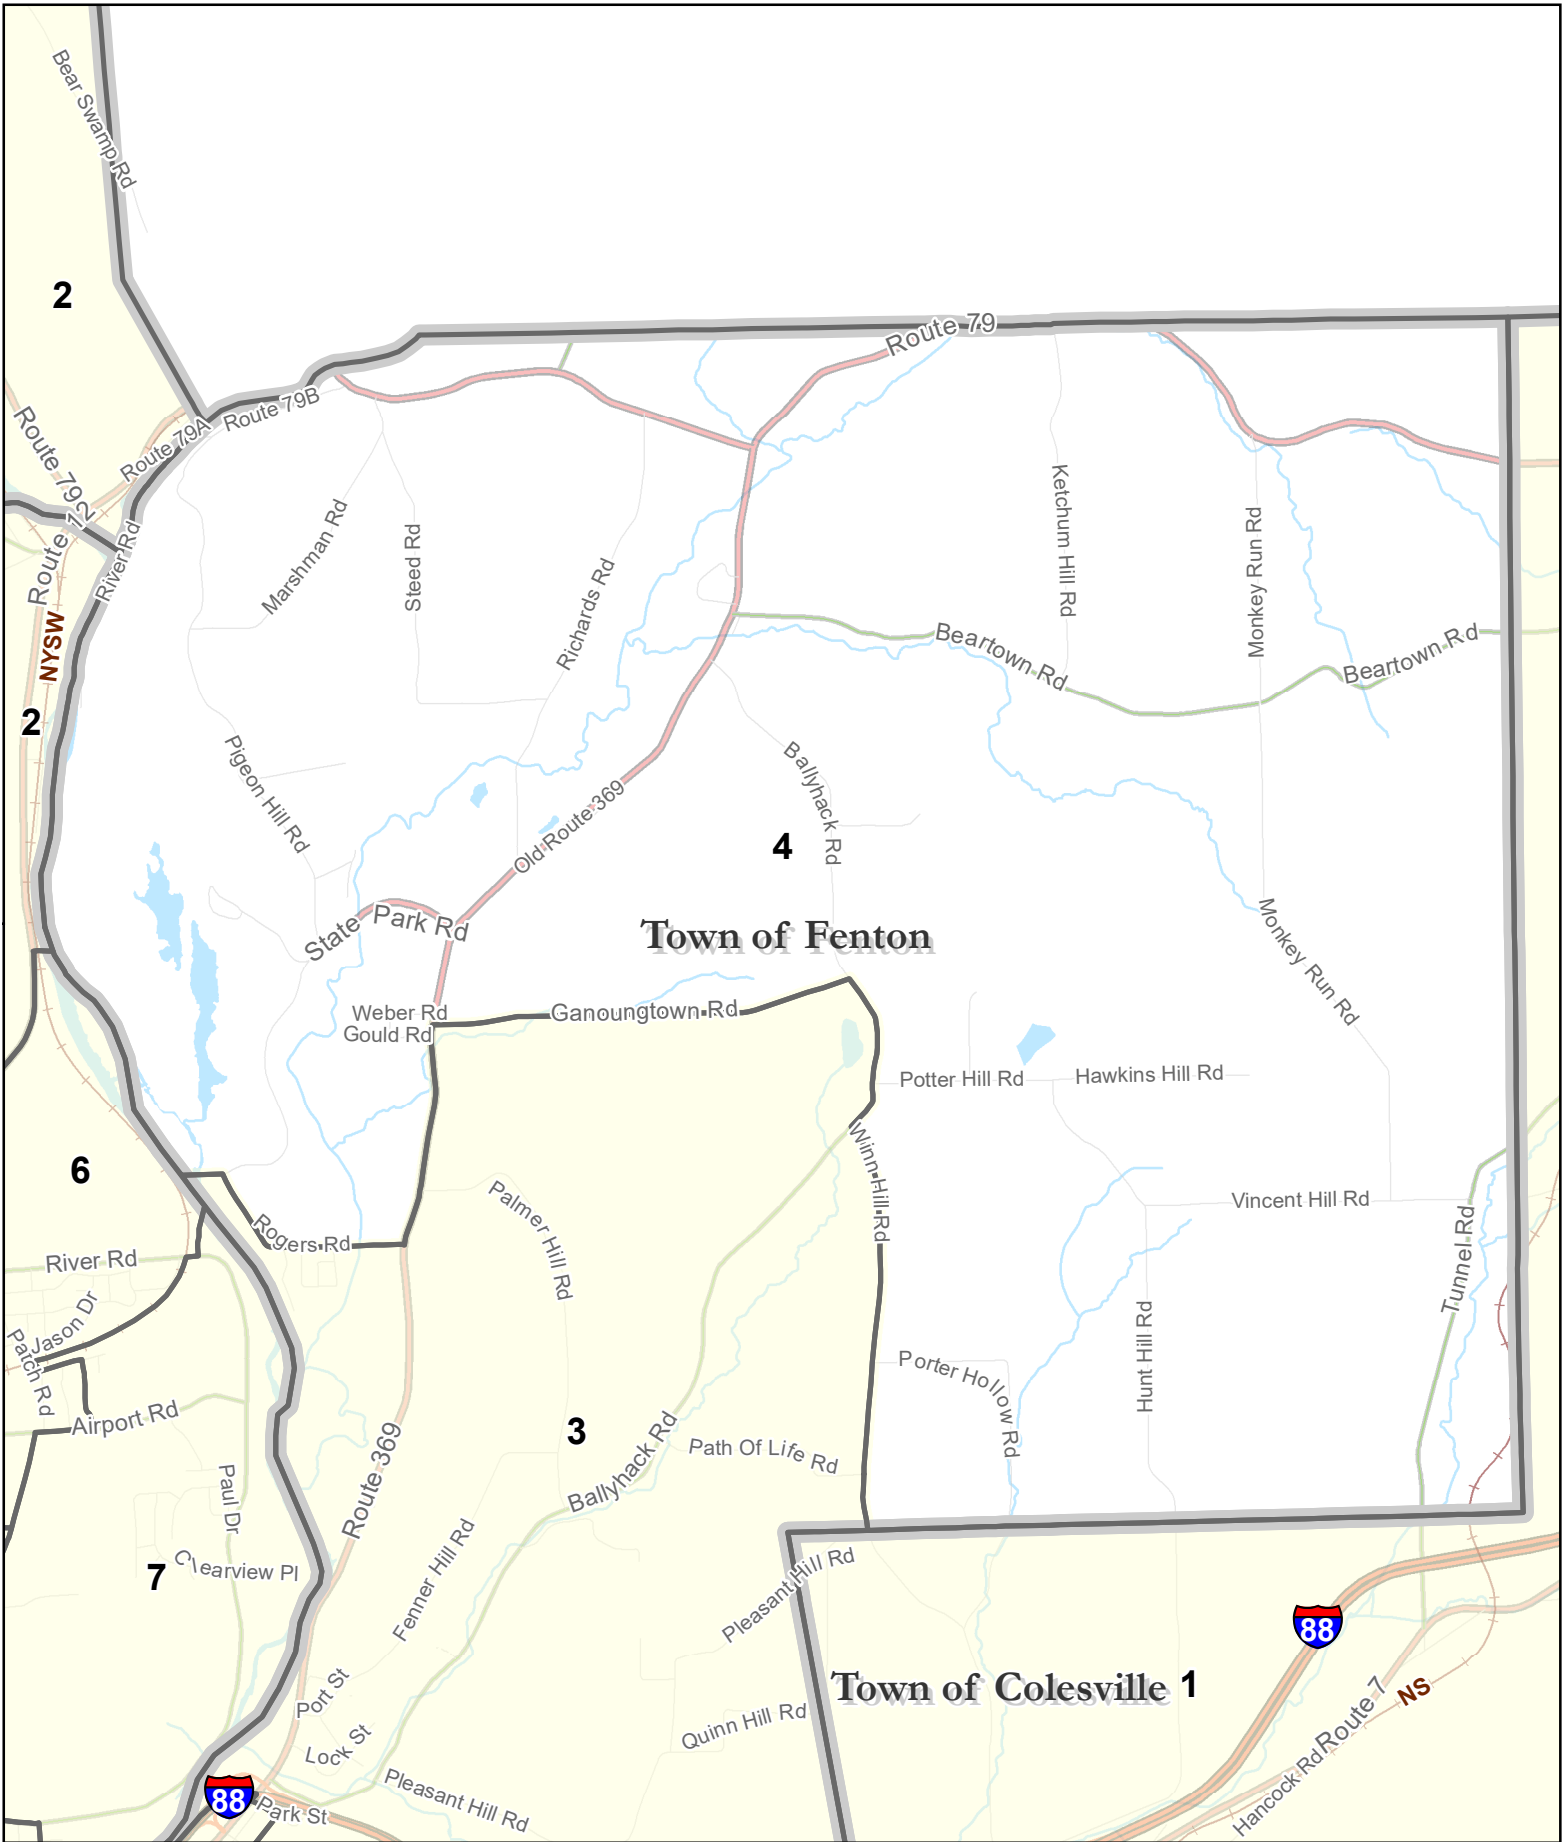 Bear Swamp Rd
2
Route 79
Route 79B
Route 79A
Route 79
Route 12
River Rd
NYSW
2
Marshman Rd
Steed Rd
Richards Rd
Ketchum Hill Rd
Monkey Run Rd
Beartown Rd
Beartown Rd
Pigeon Hill Rd
Ballyhack Rd
Old Route 369
4
State Park Rd
Town of Fenton
Monkey Run Rd
Weber Rd
Gould Rd
Ganoungtown Rd
Potter Hill Rd
Hawkins Hill Rd
6
Winn Hill Rd
Palmer Hill Rd
Vincent Hill Rd
Rogers Rd
River Rd
Tunnel Rd
Jason Dr
Patch Rd
Hunt Hill Rd
Porter Hollow Rd
Airport Rd
3
Ballyhack Rd
Path Of Life Rd
Route 369
Paul Dr
Fenner Hill Rd
Clearview Pl
7
Pleasant Hill Rd
88
Port St
Town of Colesville
1
NS
Route 7
Quinn Hill Rd
Lock St
Hancock Rd
Pleasant Hill Rd
88
Park St